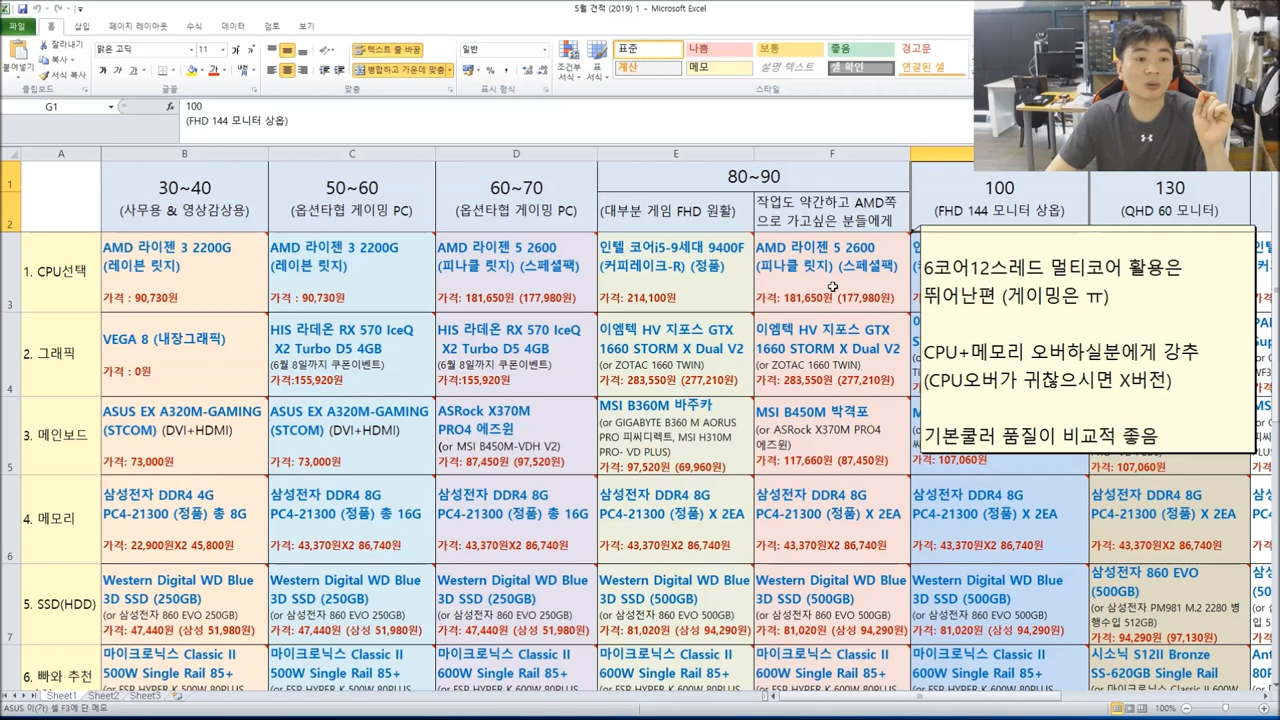 5월 견적 (2019) 1 - Microsoft Excel
파일 홈 삽입 페이지 레이아웃 수식 데이터 검토 보기
잘라내기
복사
서식 복사
붙여넣기
클립보드
맑은 고딕 11
글꼴
텍스트 줄 바꿈
병합하고 가운데 맞춤
맞춤
일반
표시 형식
조건부 서식
표 서식
표준 나쁨 보통 좋음 경고문
계산 메모 설명 텍스트 셀 확인 연결된 셀
스타일
G1 fx 100
(FHD 144 모니터 상옵)
A B C D E F
1 2 3 4 5 6 7
30~40
(사무용 & 영상감상용)
50~60
(옵션타협 게이밍 PC)
60~70
(옵션타협 게이밍 PC)
80~90
(대부분 게임 FHD 원활)
작업도 약간하고 AMD쪽
으로 가고싶은 분들에게
100
(FHD 144 모니터 상옵)
130
(QHD 60 모니터)
1. CPU선택
AMD 라이젠 3 2200G
(레이븐 릿지)
가격 : 90,730원
AMD 라이젠 3 2200G
(레이븐 릿지)
가격 : 90,730원
AMD 라이젠 5 2600
(피나클 릿지) (스페셜팩)
가격 : 181,650원 (177,980원)
인텔 코어i5-9세대 9400F
(커피레이크-R) (정품)
가격 : 214,100원
AMD 라이젠 5 2600
(피나클 릿지) (스페셜팩)
가격 : 181,650원 (177,980원)
6코어12스레드 멀티코어 활용은
뛰어난편 (게이밍은 ㅠ)
CPU+메모리 오버하실분에게 강추
(CPU오버가 귀찮으시면 X버전)
기본쿨러 품질이 비교적 좋음
2. 그래픽
VEGA 8 (내장그래픽)
가격 : 0원
HIS 라데온 RX 570 IceQ
X2 Turbo D5 4GB
(6월 8일까지 쿠폰이벤트)
가격:155,920원
HIS 라데온 RX 570 IceQ
X2 Turbo D5 4GB
(6월 8일까지 쿠폰이벤트)
가격:155,920원
이엠텍 HV 지포스 GTX
1660 STORM X Dual V2
(or ZOTAC 1660 TWIN)
가격: 283,550원 (277,210원)
이엠텍 HV 지포스 GTX
1660 STORM X Dual V2
(or ZOTAC 1660 TWIN)
가격: 283,550원 (277,210원)
3. 메인보드
ASUS EX A320M-GAMING
(STCOM) (DVI+HDMI)
가격: 73,000원
ASUS EX A320M-GAMING
(STCOM) (DVI+HDMI)
가격: 73,000원
ASRock X370M
PRO4 에즈윈
(or MSI B450M-VDH V2)
가격: 87,450원 (97,520원)
MSI B360M 바주카
(or GIGABYTE B360 M AORUS
PRO 피씨디렉트, MSI H310M
PRO- VD PLUS)
가격: 97,520원 (69,960원)
MSI B450M 박격포
(or ASRock X370M PRO4
에즈윈)
가격: 117,660원 (87,450원)
가격: 107,060원
가격: 107,060원
4. 메모리
삼성전자 DDR4 4G
PC4-21300 (정품) 총 8G
가격: 22,900원X2 45,800원
삼성전자 DDR4 8G
PC4-21300 (정품) 총 16G
가격: 43,370원X2 86,740원
삼성전자 DDR4 8G
PC4-21300 (정품) 총 16G
가격: 43,370원X2 86,740원
삼성전자 DDR4 8G
PC4-21300 (정품) X 2EA
가격: 43,370원X2 86,740원
삼성전자 DDR4 8G
PC4-21300 (정품) X 2EA
가격: 43,370원X2 86,740원
삼성전자 DDR4 8G
PC4-21300 (정품) X 2EA
가격: 43,370원X2 86,740원
삼성전자 DDR4 8G
PC4-21300 (정품) X 2EA
가격: 43,370원X2 86,740원
5. SSD(HDD)
Western Digital WD Blue
3D SSD (250GB)
(or 삼성전자 860 EVO 250GB)
가격: 47,440원 (삼성 51,980원)
Western Digital WD Blue
3D SSD (250GB)
(or 삼성전자 860 EVO 250GB)
가격: 47,440원 (삼성 51,980원)
Western Digital WD Blue
3D SSD (250GB)
(or 삼성전자 860 EVO 250GB)
가격: 47,440원 (삼성 51,980원)
Western Digital WD Blue
3D SSD (500GB)
(or 삼성전자 860 EVO 500GB)
가격: 81,020원 (삼성 94,290원)
Western Digital WD Blue
3D SSD (500GB)
(or 삼성전자 860 EVO 500GB)
가격: 81,020원 (삼성 94,290원)
Western Digital WD Blue
3D SSD (500GB)
(or 삼성전자 860 EVO 500GB)
가격: 81,020원 (삼성 94,290원)
삼성전자 860 EVO
(500GB)
(or 삼성전자 PM981 M.2 2280 병
행수입 512GB)
가격: 94,290원 (97,130원)
6. 빠와 추천
마이크로닉스 Classic II
500W Single Rail 85+
마이크로닉스 Classic II
500W Single Rail 85+
마이크로닉스 Classic II
600W Single Rail 85+
마이크로닉스 Classic II
600W Single Rail 85+
마이크로닉스 Classic II
600W Single Rail 85+
마이크로닉스 Classic II
600W Single Rail 85+
시소닉 S12II Bronze
SS-620GB Single Rail
Sheet1 Sheet2 Sheet3
ASUS 이(가) 셀 F3에 단 메모
100%